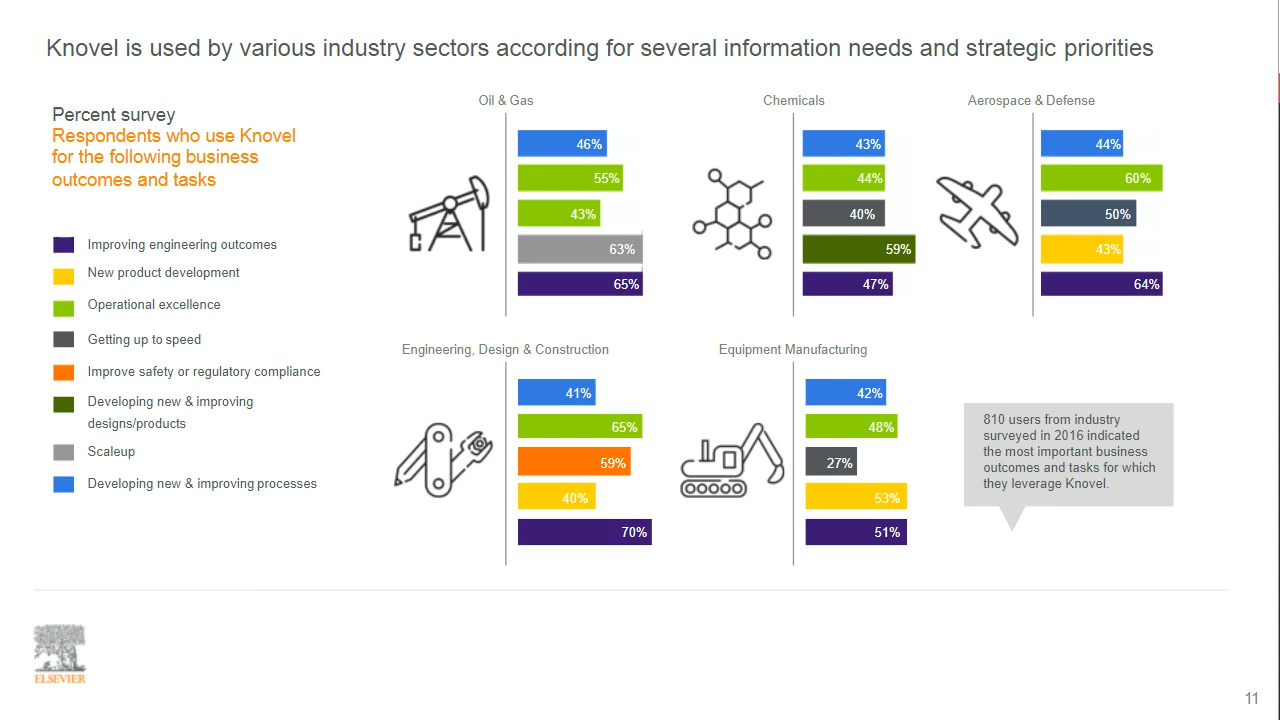 Knovel is used by various industry sectors according for several information needs and strategic priorities
Percent survey
Respondents who use Knovel
for the following business
outcomes and tasks
Improving engineering outcomes
New product development
Operational excellence
Getting up to speed
Improve safety or regulatory compliance
Developing new & improving
designs/products
Scaleup
Developing new & improving processes
Oil & Gas
46%
55%
43%
63%
65%
Chemicals
43%
44%
40%
59%
47%
Aerospace & Defense
44%
60%
50%
43%
64%
Engineering, Design & Construction
41%
65%
59%
40%
70%
Equipment Manufacturing
42%
48%
27%
53%
51%
810 users from industry
surveyed in 2016 indicated
the most important business
outcomes and tasks for which
they leverage Knovel.
ELSEVIER
11